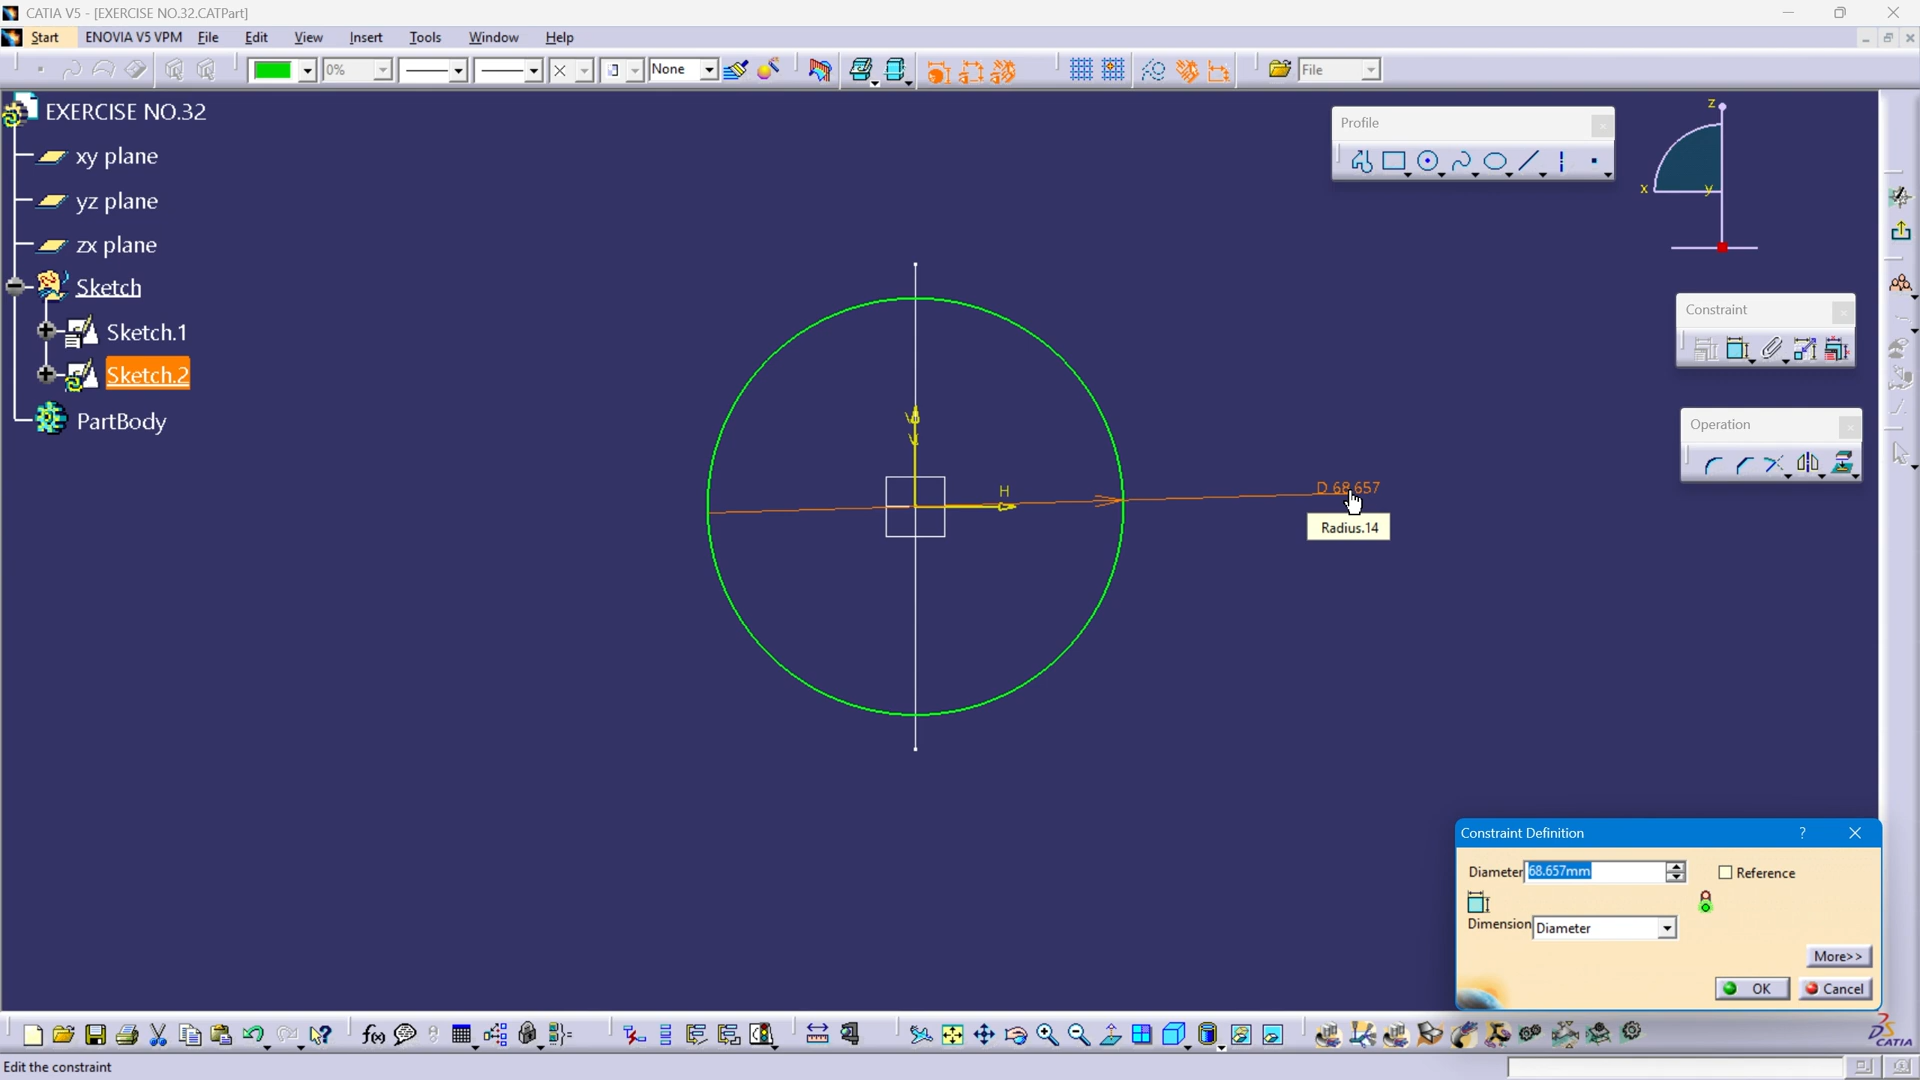 CATIA V5 - [EXERCISE NO.32.CATPart]
Start ENOVIA V5 VPM File Edit View Insert Tools Window Help
0% None File
EXERCISE NO.32
xy plane
yz plane
zx plane
Sketch
Sketch.1
Sketch.2
PartBody
Profile
z
x
y
Constraint
Operation
V
H
D 68.657
Radius.14
Constraint Definition ?
Diameter 68.657mm Reference
Dimension Diameter
More>>
OK Cancel
f(x)
CATIA
Edit the constraint